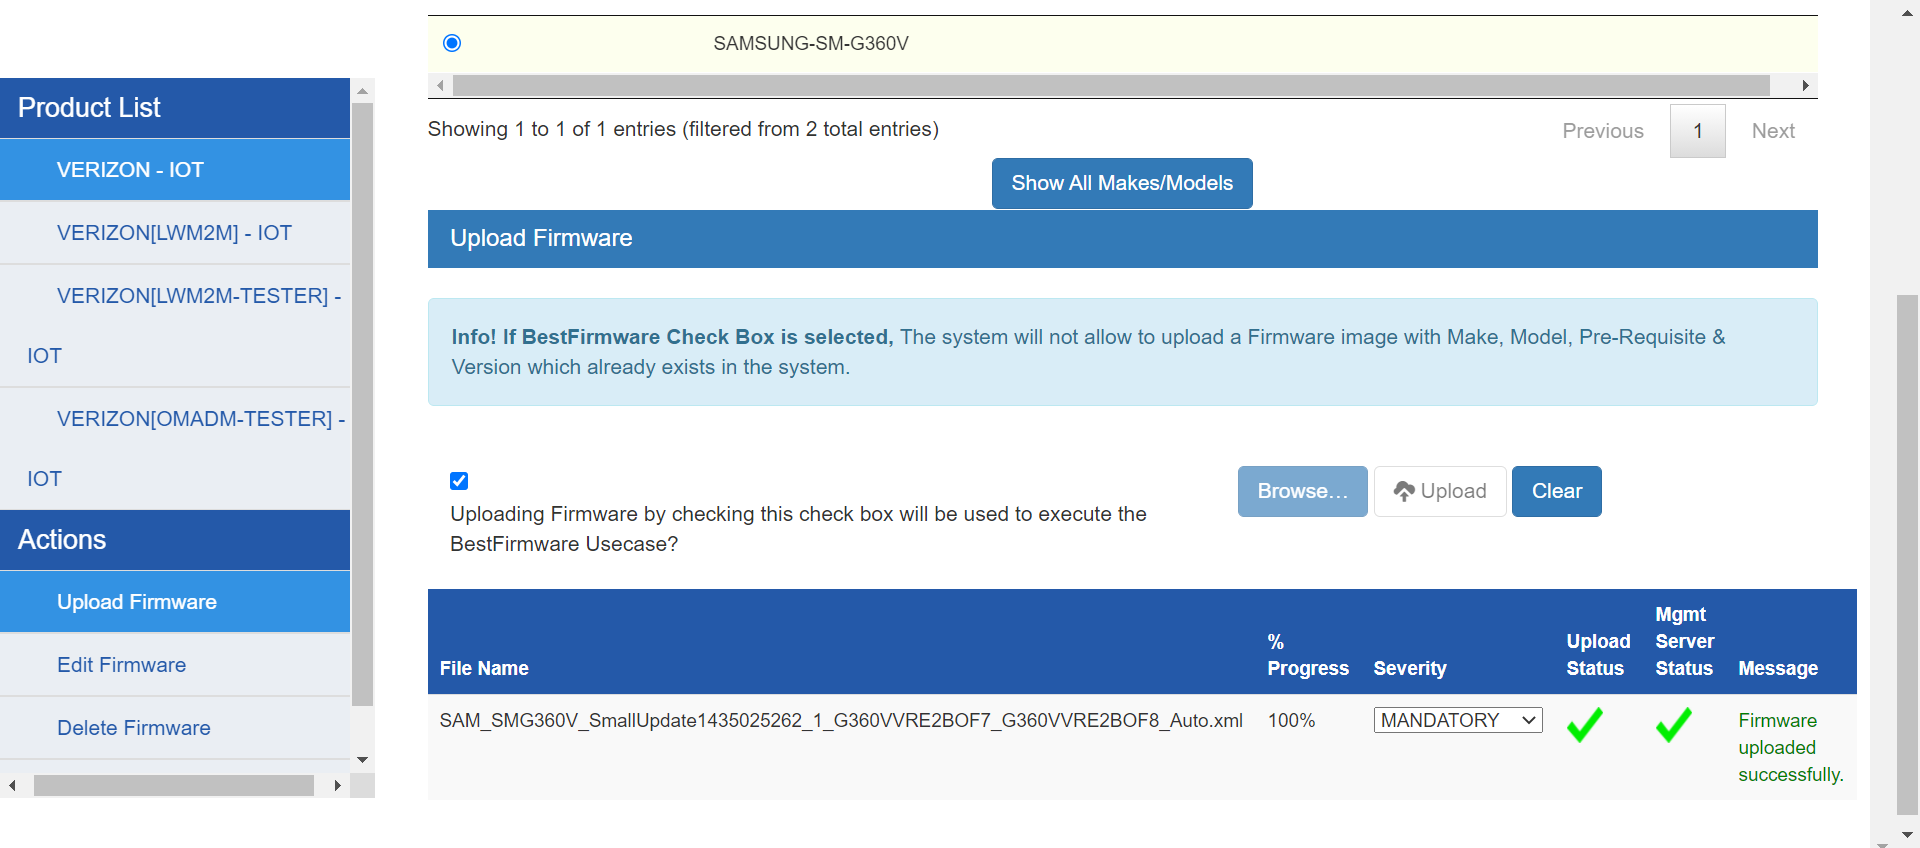 SAMSUNG-SM-G360V
Product List
VERIZON - IOT
VERIZON[LWM2M] - IOT
VERIZON[LWM2M-TESTER] -
IOT
VERIZON[OMADM-TESTER] -
IOT
Actions
Upload Firmware
Edit Firmware
Delete Firmware
Showing 1 to 1 of 1 entries (filtered from 2 total entries)
Previous 1 Next
Show All Makes/Models
Upload Firmware
Info! If BestFirmware Check Box is selected, The system will not allow to upload a Firmware image with Make, Model, Pre-Requisite &
Version which already exists in the system.
Uploading Firmware by checking this check box will be used to execute the
BestFirmware Usecase?
Browse… Upload Clear
File Name
%
Progress
Severity
Upload
Status
Mgmt
Server
Status
Message
SAM_SMG360V_SmallUpdate1435025262_1_G360VVRE2BOF7_G360VVRE2BOF8_Auto.xml
100%
MANDATORY
Firmware
uploaded
successfully.